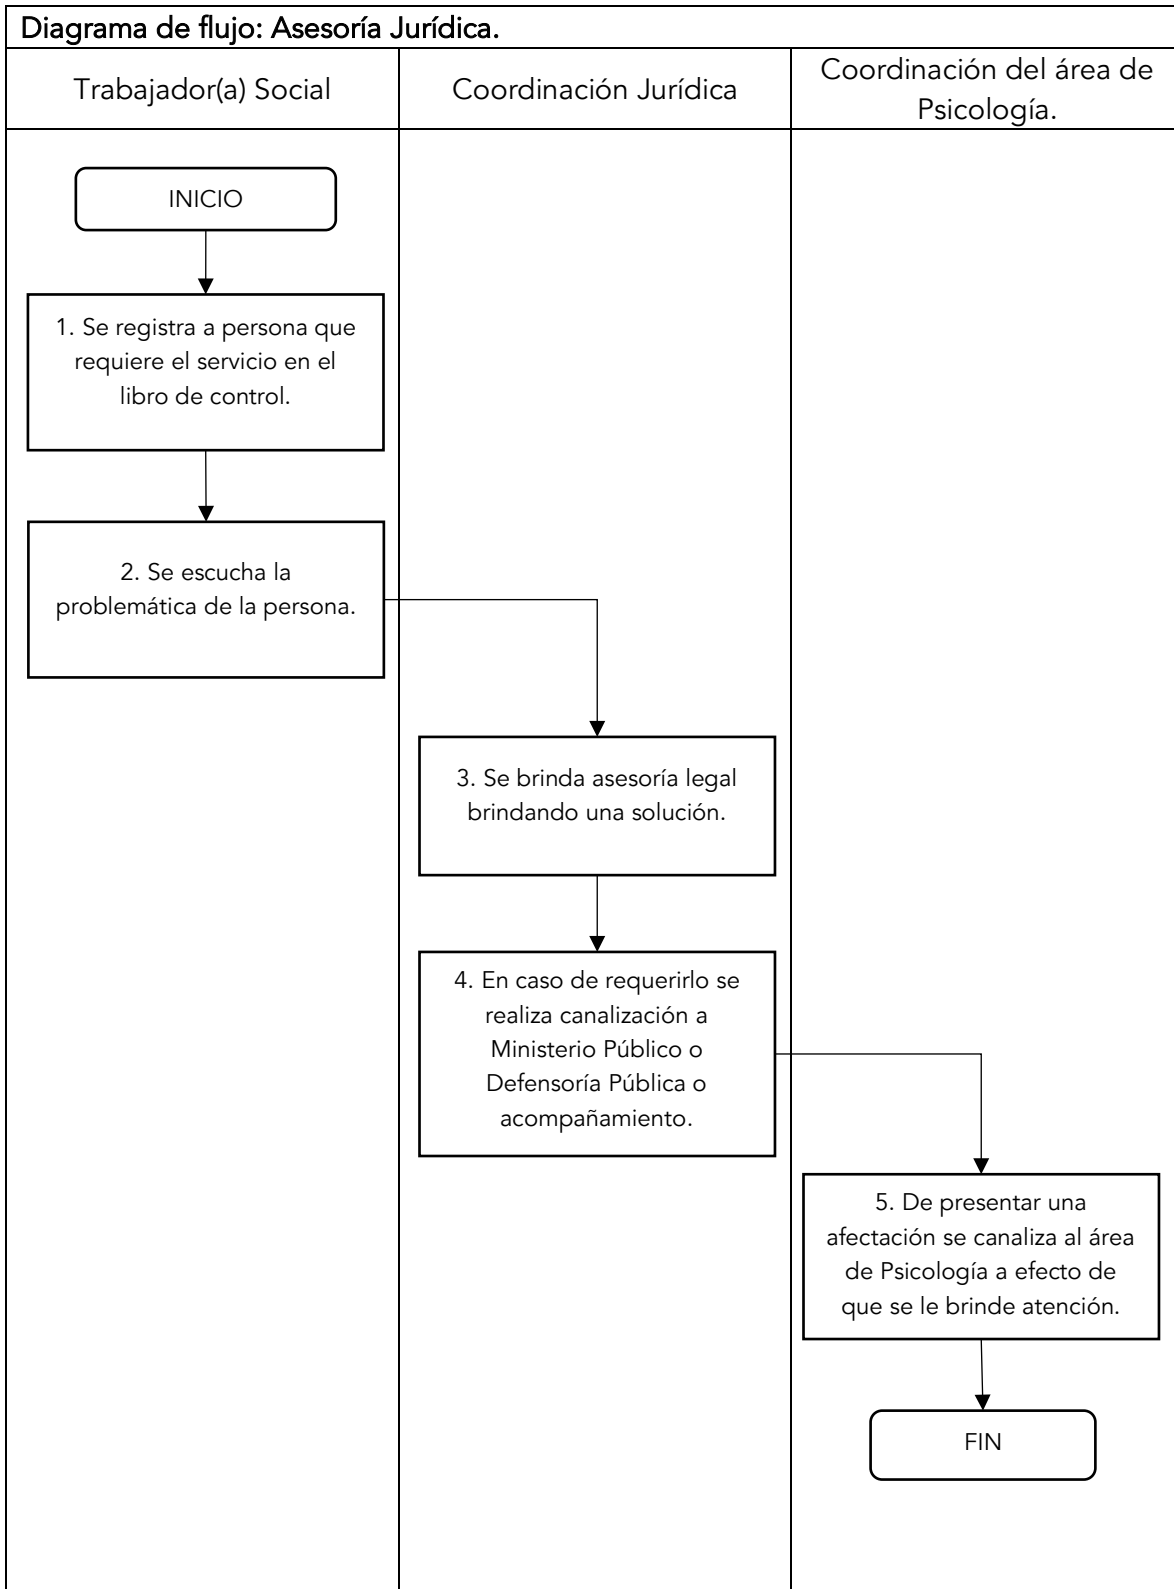 Diagrama de flujo: Asesoría Jurídica.
Trabajador(a) Social
Coordinación Jurídica
Coordinación del área de
Psicología.
INICIO
1. Se registra a persona que
requiere el servicio en el
libro de control.
2. Se escucha la
problemática de la persona.
3. Se brinda asesoría legal
brindando una solución.
4. En caso de requerirlo se
realiza canalización a
Ministerio Público o
Defensoría Pública o
acompañamiento.
5. De presentar una
afectación se canaliza al área
de Psicología a efecto de
que se le brinde atención.
FIN